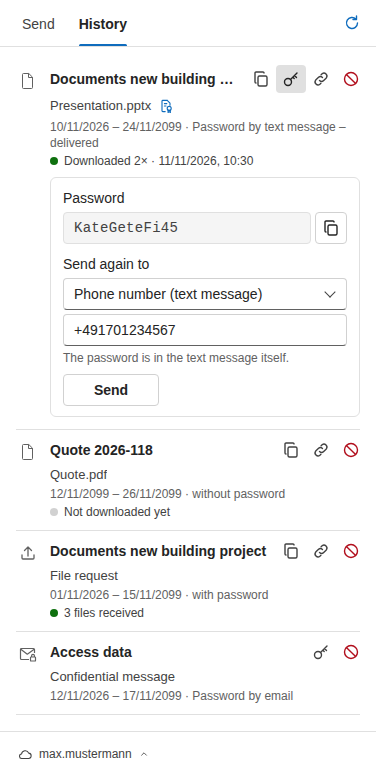 Send
History
Documents new building …
Presentation.pptx
10/11/2026 – 24/11/2099 · Password by text message –
delivered
Downloaded 2× · 11/11/2026, 10:30
Password
KateGeteFi45
Send again to
Phone number (text message)
+491701234567
The password is in the text message itself.
Send
Quote 2026-118
Quote.pdf
12/11/2099 – 26/11/2099 · without password
Not downloaded yet
Documents new building project
File request
01/11/2026 – 15/11/2099 · with password
3 files received
Access data
Confidential message
12/11/2026 – 17/11/2099 · Password by email
max.mustermann